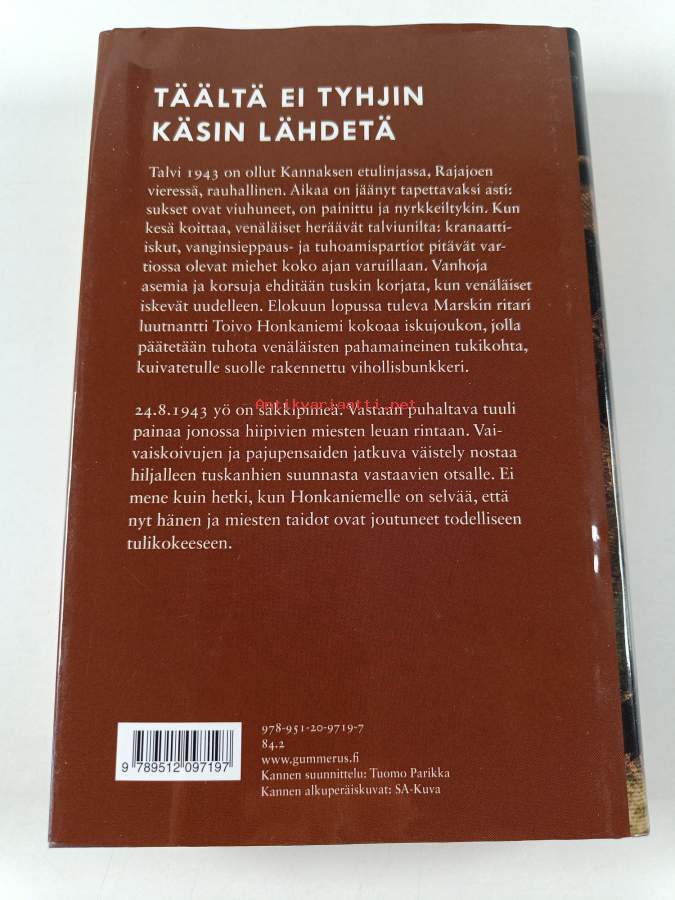 TÄÄLTÄ EI TYHJIN
KÄSIN LÄHDETÄ
Talvi 1943 on ollut Kannaksen etulinjassa, Rajajoen
vieressä, rauhallinen. Aikaa on jäänyt tapettavaksi asti:
sukset ovat viuhuneet, on painittu ja nyrkkeiltykin. Kun
kesä koittaa, venäläiset heräävät talviunilta: kranaatti-
iskut, vanginsieppaus- ja tuhoamispartiot pitävät var-
tiossa olevat miehet koko ajan varuillaan. Vanhoja
asemia ja korsuja ehditään tuskin korjata, kun venäläiset
iskevät uudelleen. Elokuun lopussa tuleva Marskin ritari
luutnantti Toivo Honkaniemi kokoaa iskujoukon, jolla
päätetään tuhota venäläisten pahamaineinen tukikohta,
kuivatetulle suolle rakennettu vihollisbunkkeri.
Antikvariaatti.net
24.8.1943 yö on säkkipimeä. Vastaan puhaltava tuuli
painaa jonossa hiipivien miesten leuan rintaan. Vai-
vaiskoivujen ja pajupensaiden jatkuva väistely nostaa
hiljalleen tuskanhien suunnasta vastaavien otsalle. Ei
mene kuin hetki, kun Honkaniemelle on selvää, että
nyt hänen ja miesten taidot ovat joutuneet todelliseen
tulikokeeseen.
978-951-20-9719-7
84.2
www.gummerus.fi
Kannen suunnittelu: Tuomo Parikka
Kannen alkuperäiskuvat: SA-Kuva
9 789512 097197